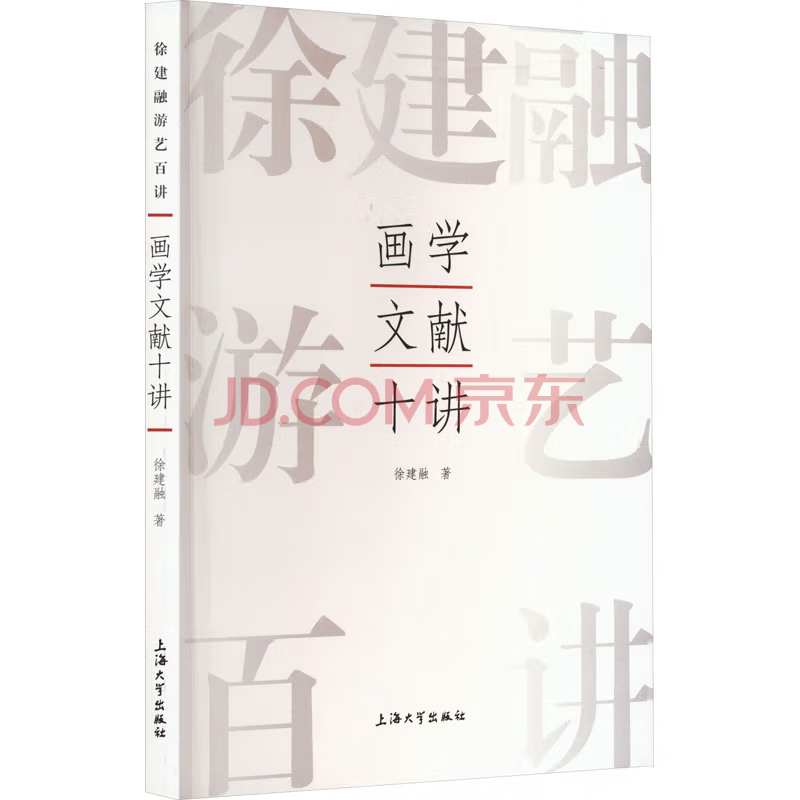 徐建融游艺百讲
画学文献十讲
徐建融 著
上海大学出版社
徐建融
游艺
百讲
画学
文献
十讲
JD.COM京东
徐建融 著
上海大学出版社